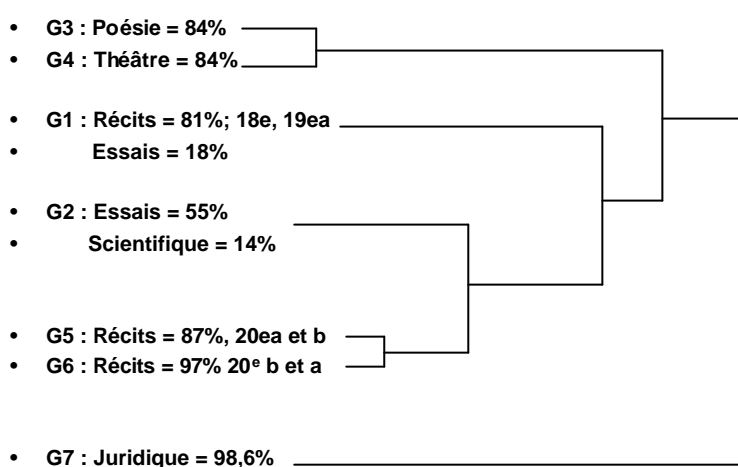 • G3 : Poésie = 84%
• G4 : Théâtre = 84%
• G1 : Récits = 81%; 18e, 19ea
• Essais = 18%
• G2 : Essais = 55%
• Scientifique = 14%
• G5 : Récits = 87%, 20ea et b
• G6 : Récits = 97% 20ᵉ b et a
• G7 : Juridique = 98,6%